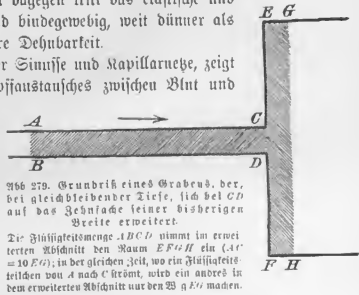 dagegen tritt das elastische und
bindegewebig, weit dünner als
re Dehnbarkeit.
r Sinusse und Kapillarnetze, zeigt
offaustausches zwischen Blut und
E G
A
C
B
D
F H
Abb 279. Grundriß eines Grabens, der,
bei gleichbleibender Tiefe, sich bei CD
auf das Zehnfache seiner bisherigen
Breite erweitert.
Die Flüssigkeitsmenge ABCD nimmt im erwei
terten Abschnitt den Raum EFGH ein (AC
= 10 EG); in der gleichen Zeit, wo ein Flüssigkeits-
teilchen von A nach C strömt, wird ein andres in
dem erweiterten Abschnitt nur den W g EG machen.